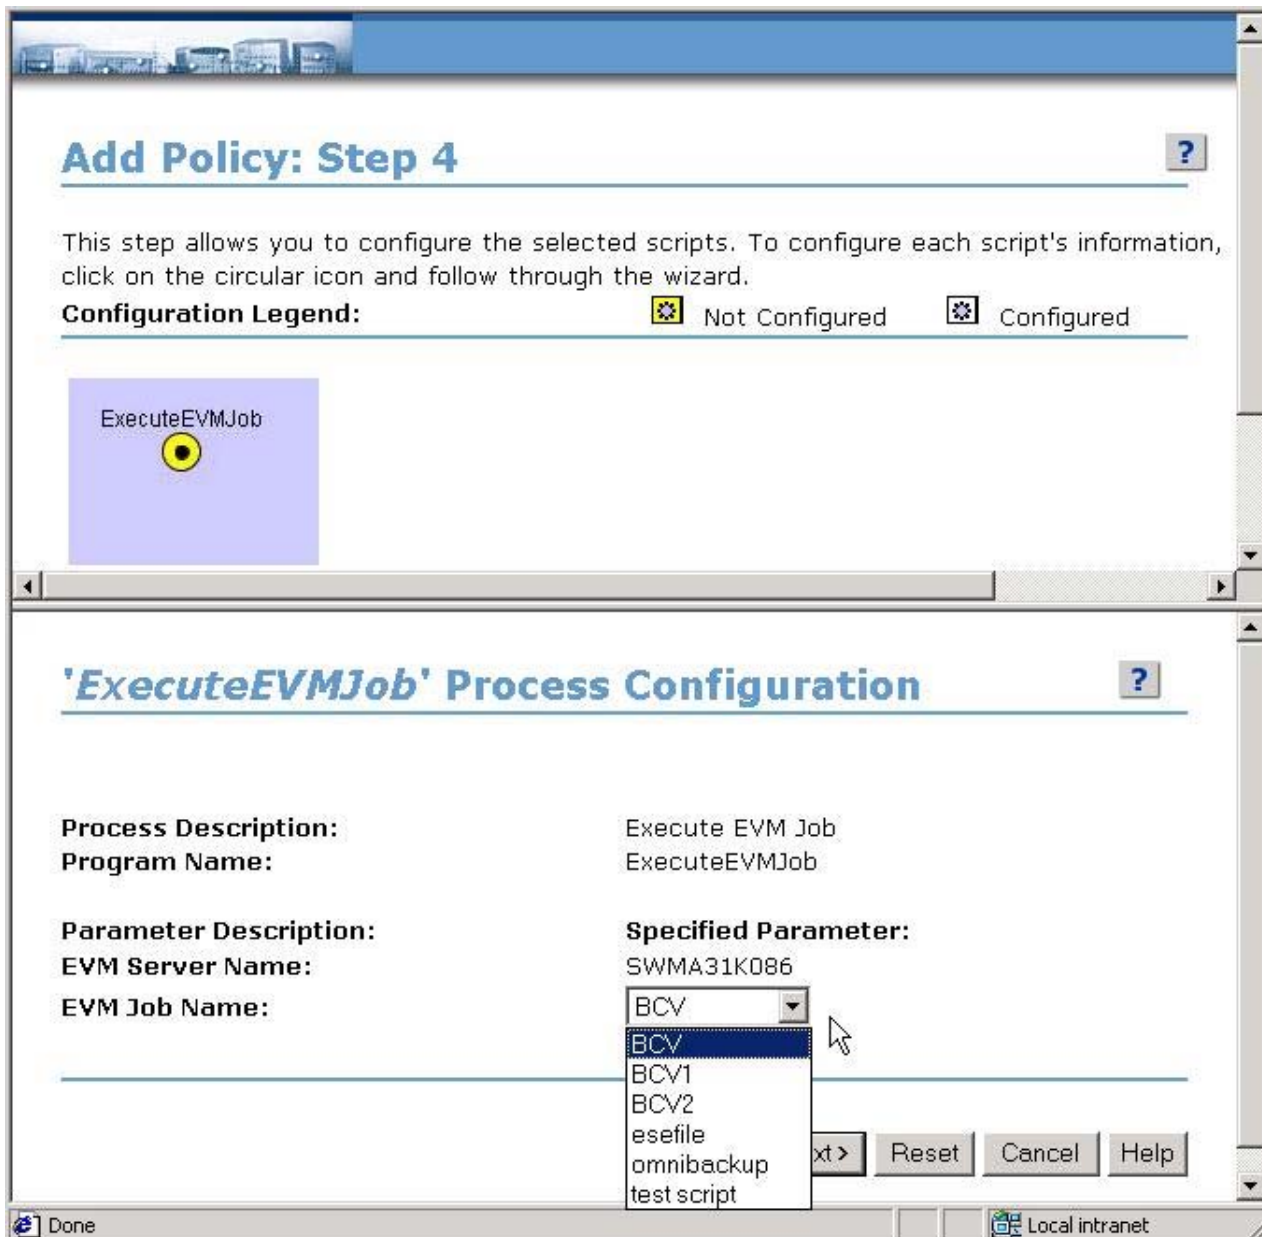 Add Policy: Step 4
?
This step allows you to configure the selected scripts. To configure each script's information,
click on the circular icon and follow through the wizard.
Configuration Legend: Not Configured Configured
ExecuteEVMJob
'ExecuteEVMJob' Process Configuration
?
Process Description: Execute EVM Job
Program Name: ExecuteEVMJob
Parameter Description: Specified Parameter:
EVM Server Name: SWMA31K086
EVM Job Name: BCV
BCV
BCV1
BCV2
esefile
omnibackup
test script
xt > Reset Cancel Help
Done Local intranet